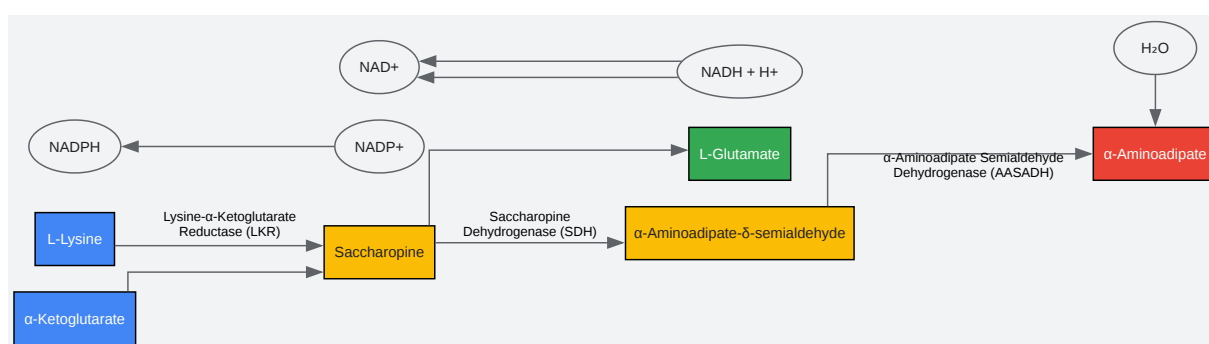 H₂O
NAD+
NADH + H+
NADPH
NADP+
L-Glutamate
α-Aminoadipate Semialdehyde
Dehydrogenase (AASADH)
α-Aminoadipate
Lysine-α-Ketoglutarate
Reductase (LKR)
Saccharopine
Dehydrogenase (SDH)
L-Lysine
Saccharopine
α-Aminoadipate-δ-semialdehyde
α-Ketoglutarate